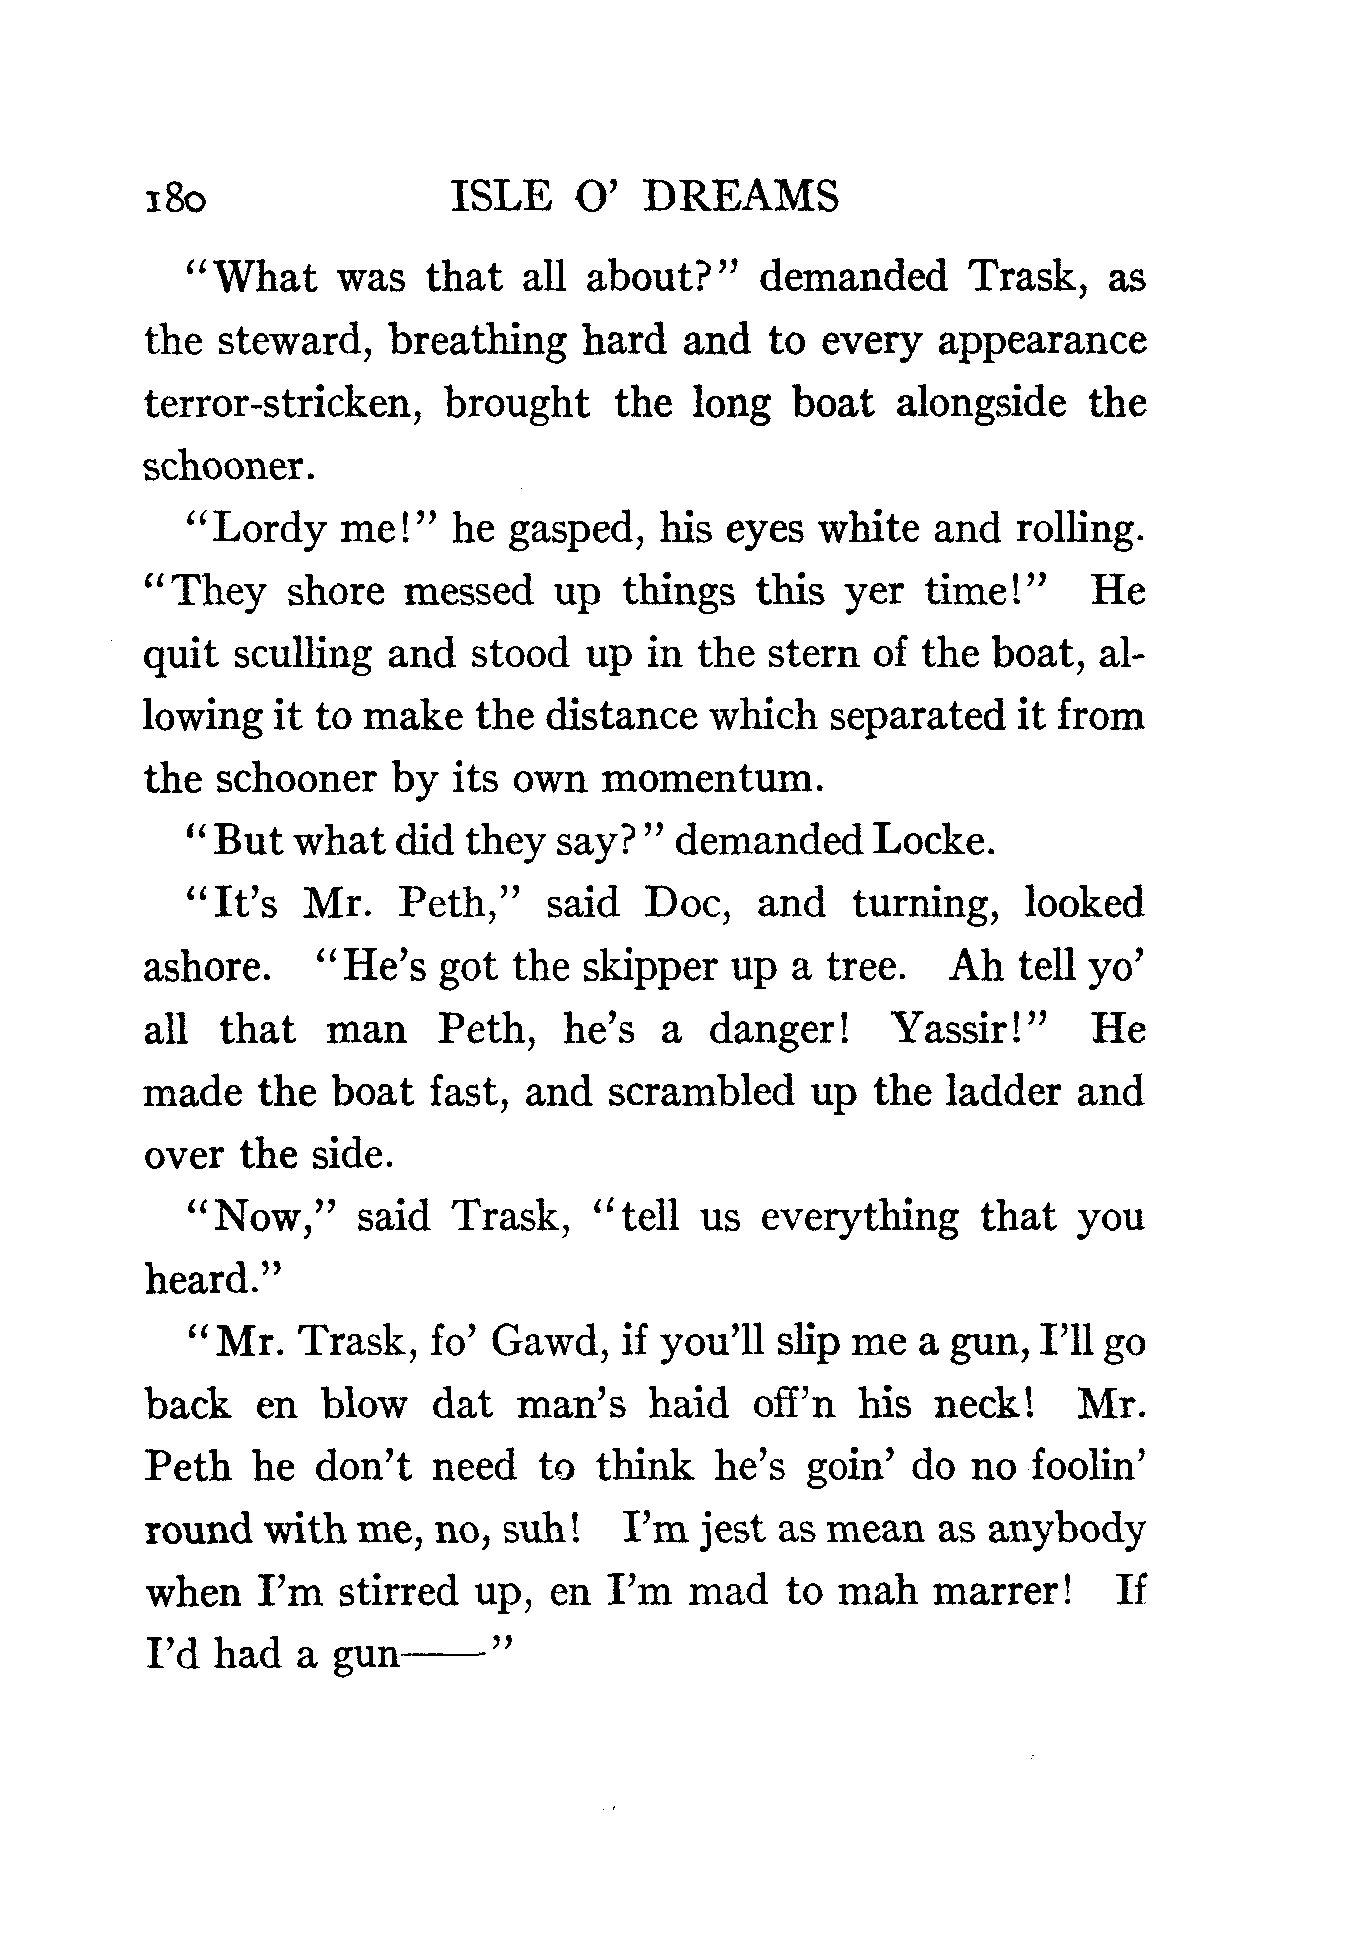 180 ISLE O’ DREAMS
“What was that all about?” demanded Trask, as
the steward, breathing hard and to every appearance
terror-stricken, brought the long boat alongside the
schooner.
“Lordy me!” he gasped, his eyes white and rolling.
“They shore messed up things this yer time!” He
quit sculling and stood up in the stern of the boat, al-
lowing it to make the distance which separated it from
the schooner by its own momentum.
“But what did they say?” demanded Locke.
“It’s Mr. Peth,” said Doc, and turning, looked
ashore. “He’s got the skipper up a tree. Ah tell yo’
all that man Peth, he’s a danger! Yassir!” He
made the boat fast, and scrambled up the ladder and
over the side.
“Now,” said Trask, “tell us everything that you
heard.”
“Mr. Trask, fo’ Gawd, if you’ll slip me a gun, I’ll go
back en blow dat man’s haid off’n his neck! Mr.
Peth he don’t need to think he’s goin’ do no foolin’
round with me, no, suh! I’m jest as mean as anybody
when I’m stirred up, en I’m mad to mah marrer! If
I’d had a gun——”